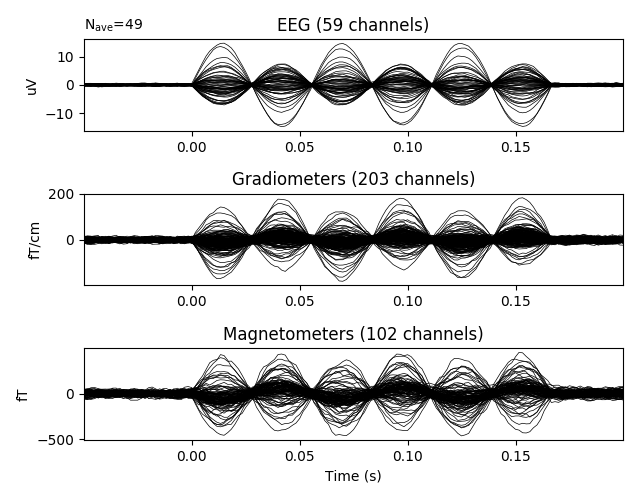 N_ave=49
EEG (59 channels)
10
0
−10
uV
0.00 0.05 0.10 0.15
Gradiometers (203 channels)
200
0
fT/cm
0.00 0.05 0.10 0.15
Magnetometers (102 channels)
0
−500
fT
0.00 0.05 0.10 0.15
Time (s)